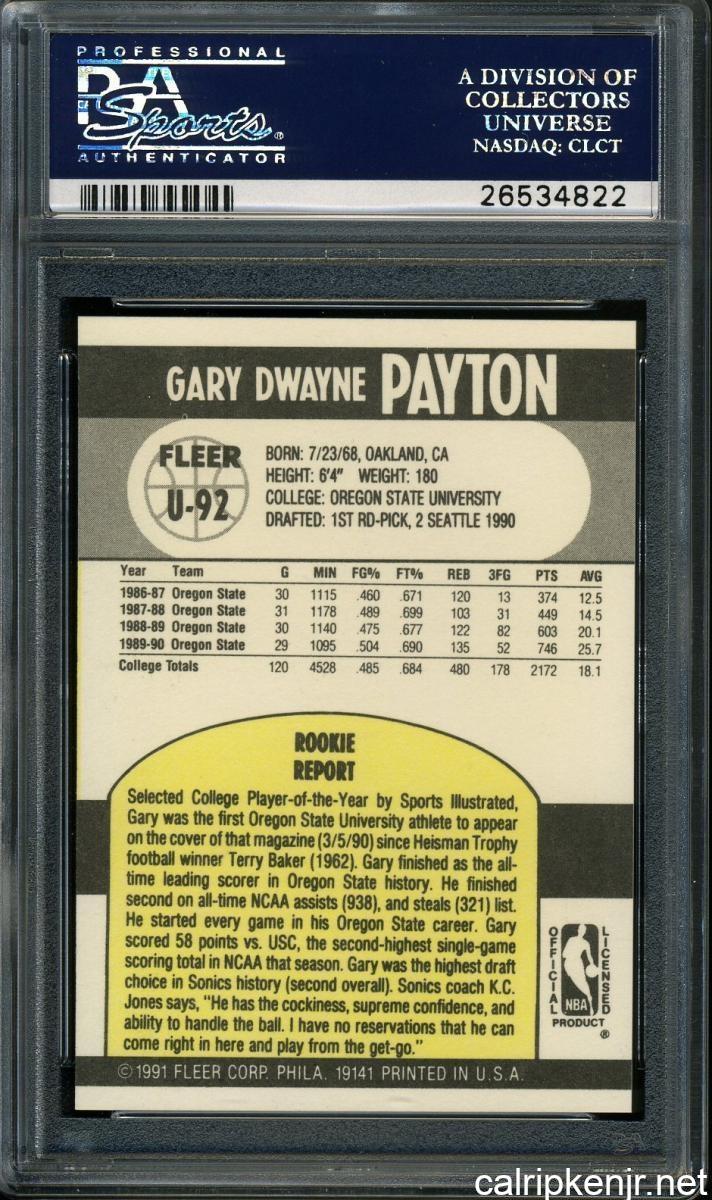 PROFESSIONAL
PSA
Sports®
AUTHENTICATOR
A DIVISION OF
COLLECTORS
UNIVERSE
NASDAQ: CLCT
26534822
GARY DWAYNE PAYTON
FLEER
U-92
BORN: 7/23/68, OAKLAND, CA
HEIGHT: 6'4" WEIGHT: 180
COLLEGE: OREGON STATE UNIVERSITY
DRAFTED: 1ST RD-PICK, 2 SEATTLE 1990
Year Team G MIN FG% FT% REB 3FG PTS AVG
1986-87 Oregon State 30 1115 .460 .671 120 13 374 12.5
1987-88 Oregon State 31 1178 .489 .699 103 31 449 14.5
1988-89 Oregon State 30 1140 .475 .677 122 82 603 20.1
1989-90 Oregon State 29 1095 .504 .690 135 52 746 25.7
College Totals 120 4528 .485 .684 480 178 2172 18.1
ROOKIE
REPORT
Selected College Player-of-the-Year by Sports Illustrated,
Gary was the first Oregon State University athlete to appear
on the cover of that magazine (3/5/90) since Heisman Trophy
football winner Terry Baker (1962). Gary finished as the all-
time leading scorer in Oregon State history. He finished
second on all-time NCAA assists (938), and steals (321) list.
He started every game in his Oregon State career. Gary
scored 58 points vs. USC, the second-highest single-game
scoring total in NCAA that season. Gary was the highest draft
choice in Sonics history (second overall). Sonics coach K.C.
Jones says, "He has the cockiness, supreme confidence, and
ability to handle the ball. I have no reservations that he can
come right in here and play from the get-go."
OFFICIAL
LICENSED
NBA
PRODUCT
®
©1991 FLEER CORP. PHILA. 19141 PRINTED IN U.S.A.
calripkenjr.net